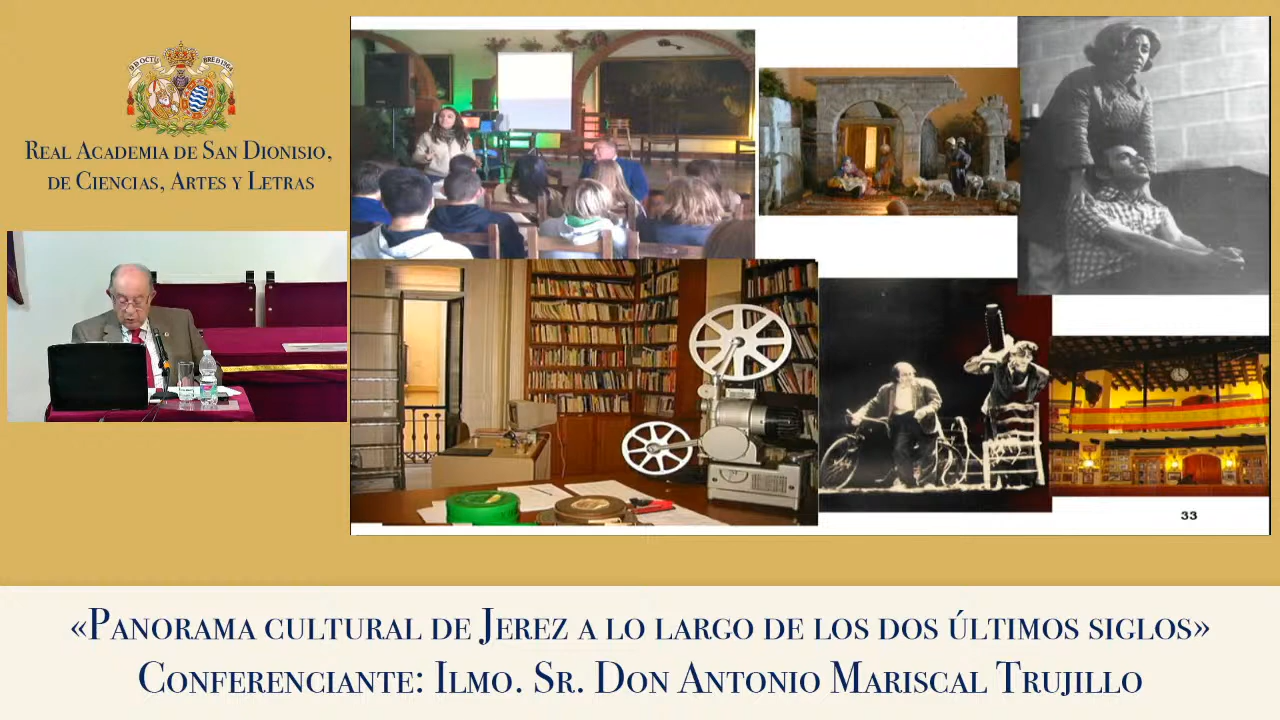 REAL ACADEMIA DE SAN DIONISIO,
DE CIENCIAS, ARTES Y LETRAS
33
«PANORAMA CULTURAL DE JEREZ A LO LARGO DE LOS DOS ÚLTIMOS SIGLOS»
CONFERENCIANTE: ILMO. SR. DON ANTONIO MARISCAL TRUJILLO